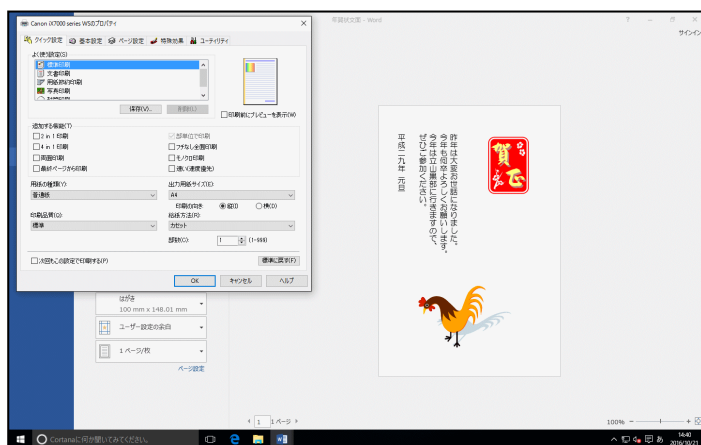 Canon iX7000 series WSのプロパティ
年賀状文面 - Word
サインイン
クイック設定
基本設定
ページ設定
特殊効果
ユーティリティ
よく使う設定(S)
標準印刷
文書印刷
用紙節約印刷
写真印刷
保存(V)...
削除(L)
印刷前にプレビューを表示(W)
追加する機能(T)
2 in 1 印刷
部単位で印刷
4 in 1 印刷
フチなし全面印刷
両面印刷
モノクロ印刷
最終ページから印刷
速い(速度優先)
用紙の種類(Y):
出力用紙サイズ(E):
普通紙
A4
印刷の向き
縦(I)
横(O)
印刷品質(Q):
給紙方法(R):
標準
カセット
部数(C):
1
(1-999)
次回もこの設定で印刷する(P)
標準に戻す(F)
OK
キャンセル
ヘルプ
はがき
100 mm x 148.01 mm
ユーザー設定の余白
1 ページ/枚
ページ設定
賀正
昨年は大変お世話になりました。
今年も何卒よろしくお願いします。
今年は立山黒部に行きますので、
ぜひご参加ください。
平成二九年 元旦
1
1 ページ
100%
Cortanaに何か聞いてみてください。
あ
14:40
2016/10/21